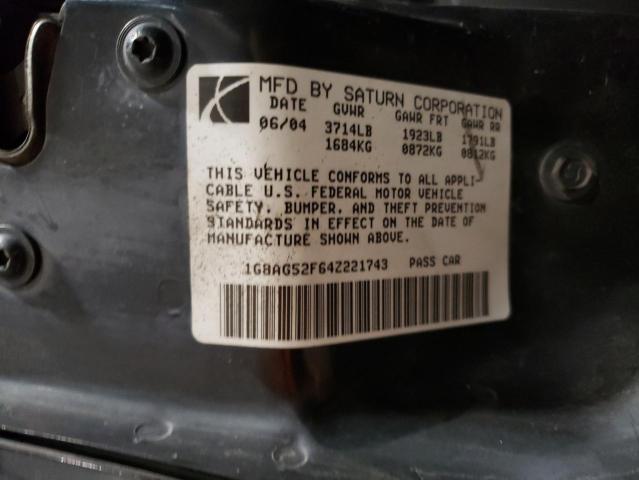 MFD BY SATURN CORPORATION
DATE GVWR GAWR FRT GAWR RR
06/04 3714LB 1923LB 1791LB
1684KG 0872KG 0812KG
THIS VEHICLE CONFORMS TO ALL APPLI-
CABLE U.S. FEDERAL MOTOR VEHICLE
SAFETY, BUMPER, AND THEFT PREVENTION
STANDARDS IN EFFECT ON THE DATE OF
MANUFACTURE SHOWN ABOVE.
1G8AG52F64Z221743 PASS CAR